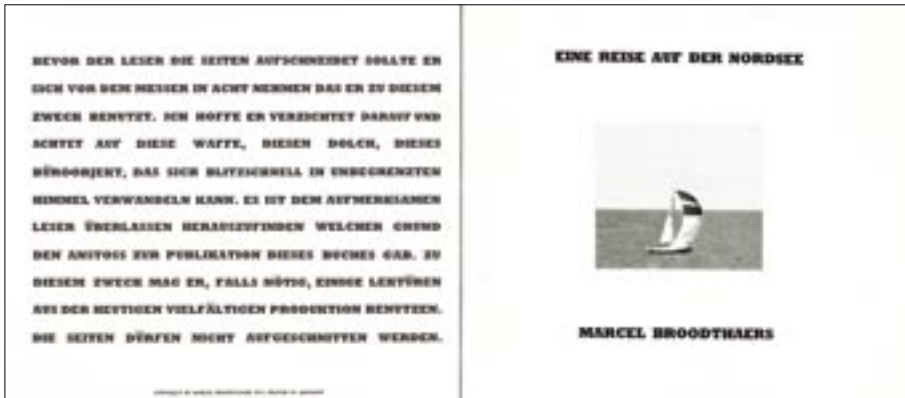 BEVOR DER LESER DIE SEITEN AUFSCHNEIDET SOLLTE ER
SICH VOR DEM MESSER IN ACHT NEHMEN DAS ER ZU DIESEM
ZWECK BENUTZT. ICH HOFFE ER VERZICHTET DARAUF UND
ACHTET AUF DIESE WAFFE, DIESEN DOLCH, DIESES
BÜROOBJEKT, DAS SICH BLITZSCHNELL IN UNBEGRENZTEN
HIMMEL VERWANDELN KANN. ES IST DEM AUFMERKSAMEN
LESER ÜBERLASSEN HERAUSZUFINDEN WELCHER GRUND
DEN ANSTOSS ZUR PUBLIKATION DIESES BUCHES GAB. ZU
DIESEM ZWECK MAG ER, FALLS NÖTIG, EINIGE LEKTÜREN
AUS DER HEUTIGEN VIELFÄLTIGEN PRODUKTION BENUTZEN.
DIE SEITEN DÜRFEN NICHT AUFGESCHNITTEN WERDEN.
EINE REISE AUF DER NORDSEE
MARCEL BROODTHAERS